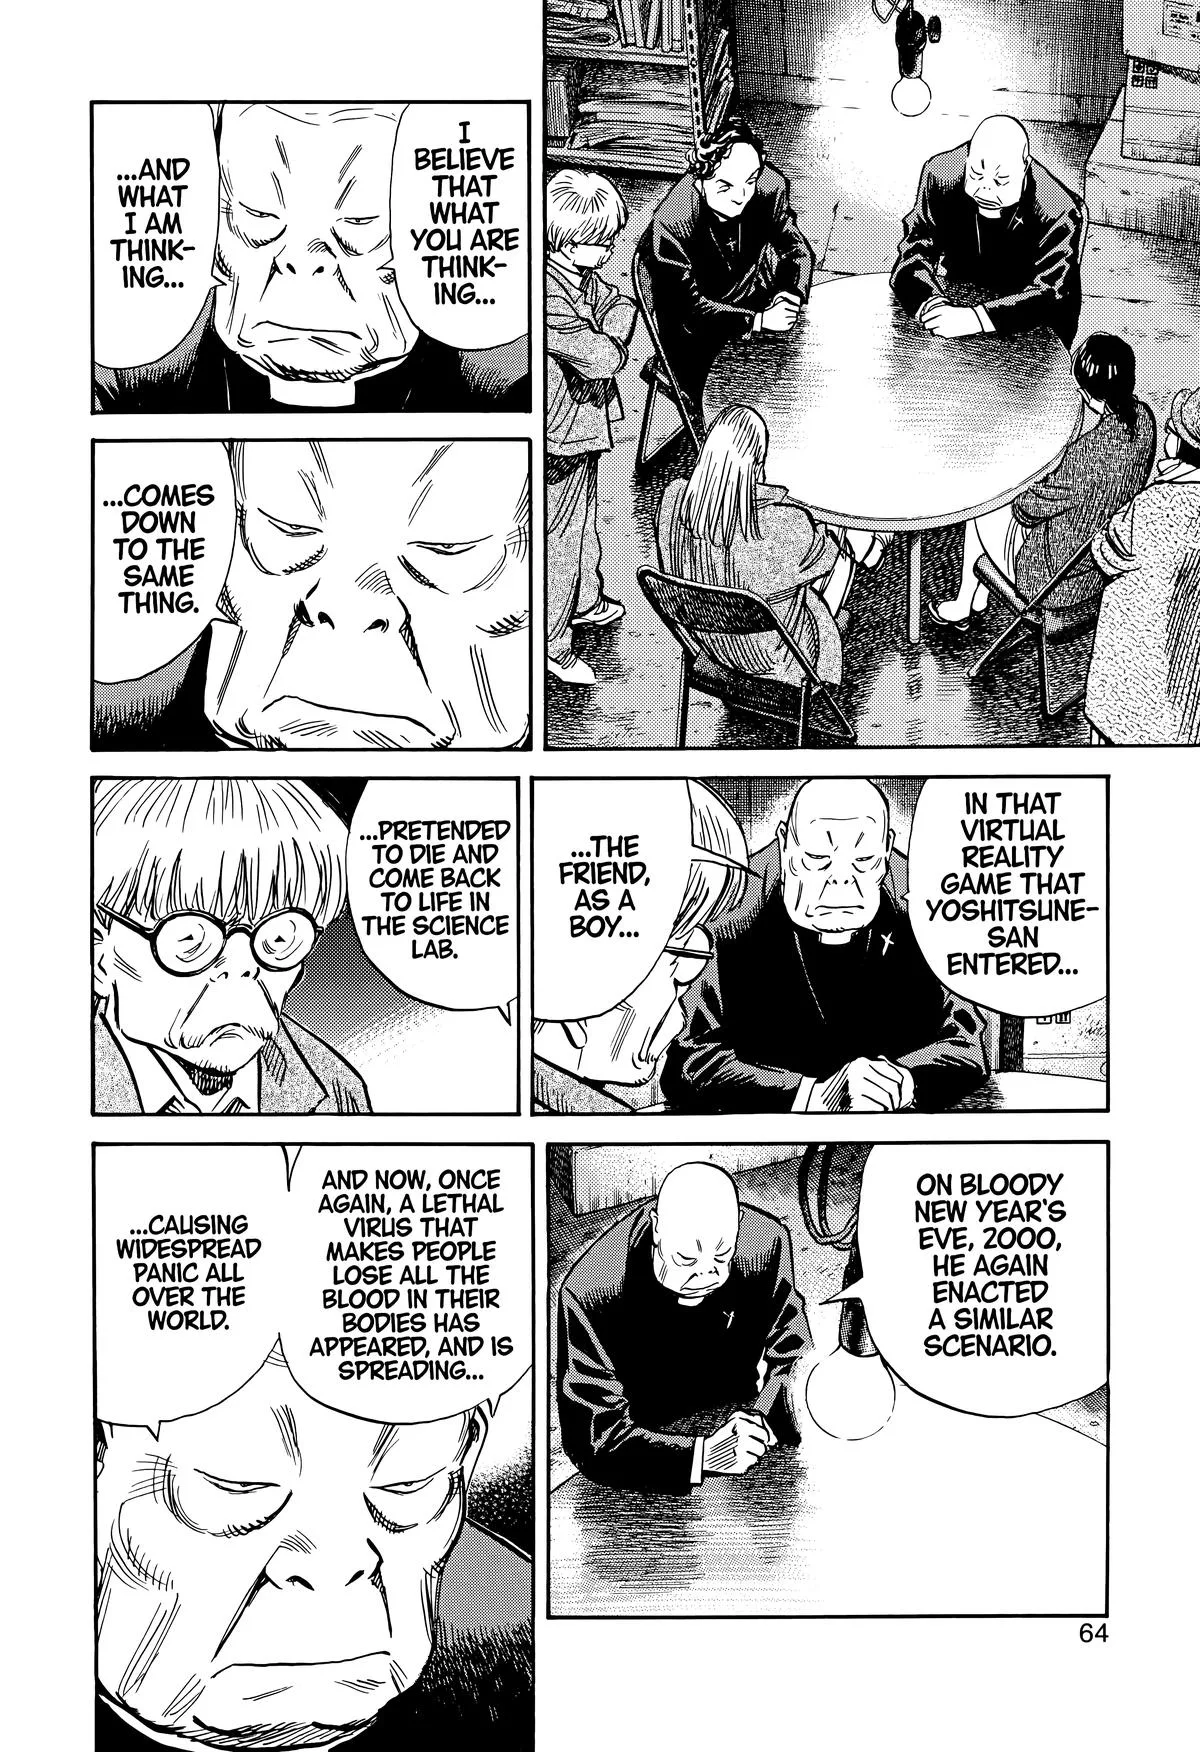 I
BELIEVE
THAT
WHAT
YOU ARE
THINK-
ING...
...AND
WHAT
I AM
THINK-
ING...
...COMES
DOWN
TO THE
SAME
THING.
IN THAT
VIRTUAL
REALITY
GAME THAT
YOSHITSUNE-
SAN
ENTERED...
...THE
FRIEND,
AS A
BOY...
...PRETENDED
TO DIE AND
COME BACK
TO LIFE IN
THE SCIENCE
LAB.
ON BLOODY
NEW YEAR'S
EVE, 2000,
HE AGAIN
ENACTED
A SIMILAR
SCENARIO.
AND NOW, ONCE
AGAIN, A LETHAL
VIRUS THAT
MAKES PEOPLE
LOSE ALL THE
BLOOD IN THEIR
BODIES HAS
APPEARED, AND IS
SPREADING...
...CAUSING
WIDESPREAD
PANIC ALL
OVER THE
WORLD.
64